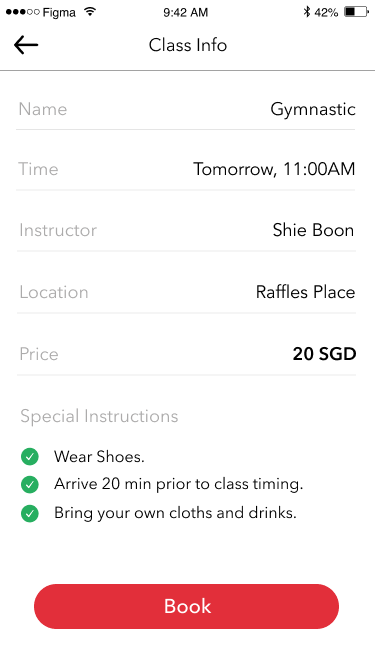 Figma 9:42 AM 42%
Class Info
Name Gymnastic
Time Tomorrow, 11:00AM
Instructor Shie Boon
Location Raffles Place
Price 20 SGD
Special Instructions
Wear Shoes.
Arrive 20 min prior to class timing.
Bring your own cloths and drinks.
Book